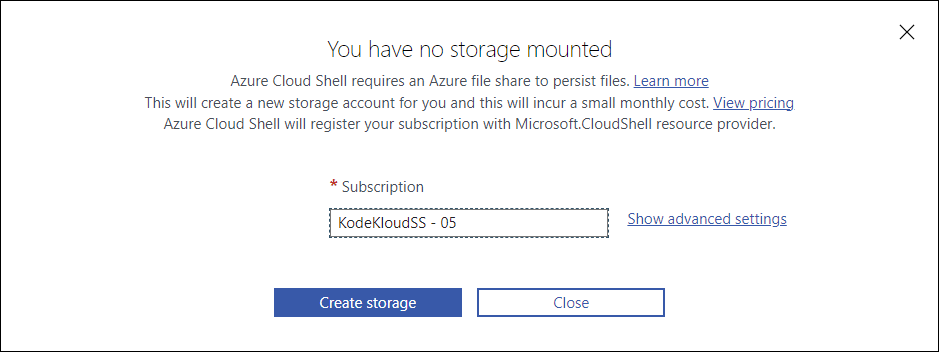 You have no storage mounted
Azure Cloud Shell requires an Azure file share to persist files. Learn more
This will create a new storage account for you and this will incur a small monthly cost. View pricing
Azure Cloud Shell will register your subscription with Microsoft.CloudShell resource provider.
* Subscription
KodeKloudSS - 05
Show advanced settings
Create storage
Close